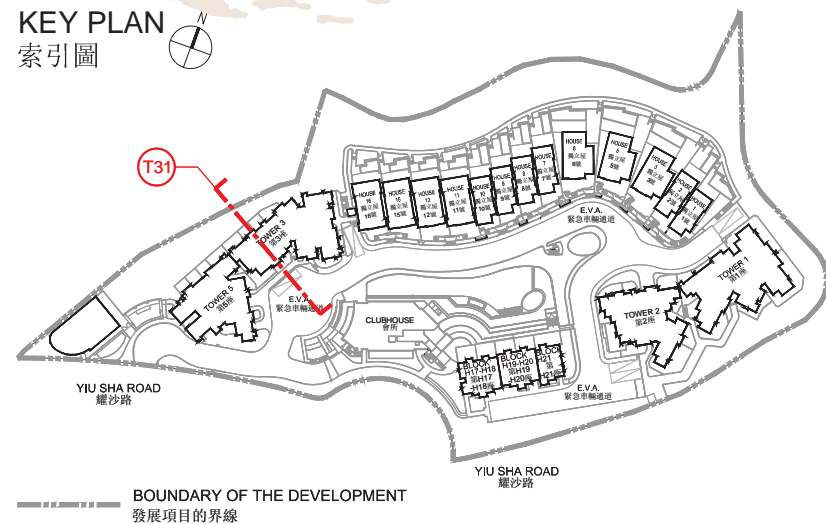 KEY PLAN
索引圖
N
T31
HOUSE
16
獨立屋
16號
HOUSE
15
獨立屋
15號
HOUSE
12
獨立屋
12號
HOUSE
11
獨立屋
11號
HOUSE
10
獨立屋
10號
HOUSE
9
獨立屋
9號
HOUSE
8
獨立屋
8號
HOUSE
7
獨立屋
7號
HOUSE
6
獨立屋
6號
HOUSE
5
獨立屋
5號
HOUSE
3
獨立屋
3號
HOUSE
2
獨立屋
2號
HOUSE
1
獨立屋
1號
E.V.A.
緊急車輛通道
TOWER 3
第3座
TOWER 5
第5座
E.V.A.
緊急車輛通道
CLUBHOUSE
會所
TOWER 1
第1座
TOWER 2
第2座
BLOCK
H17-H18
第H17
-H18座
BLOCK
H19-H20
第H19
-H20座
BLOCK
H21
第
H21座
E.V.A.
緊急車輛通道
YIU SHA ROAD
耀沙路
YIU SHA ROAD
耀沙路
BOUNDARY OF THE DEVELOPMENT
發展項目的界線